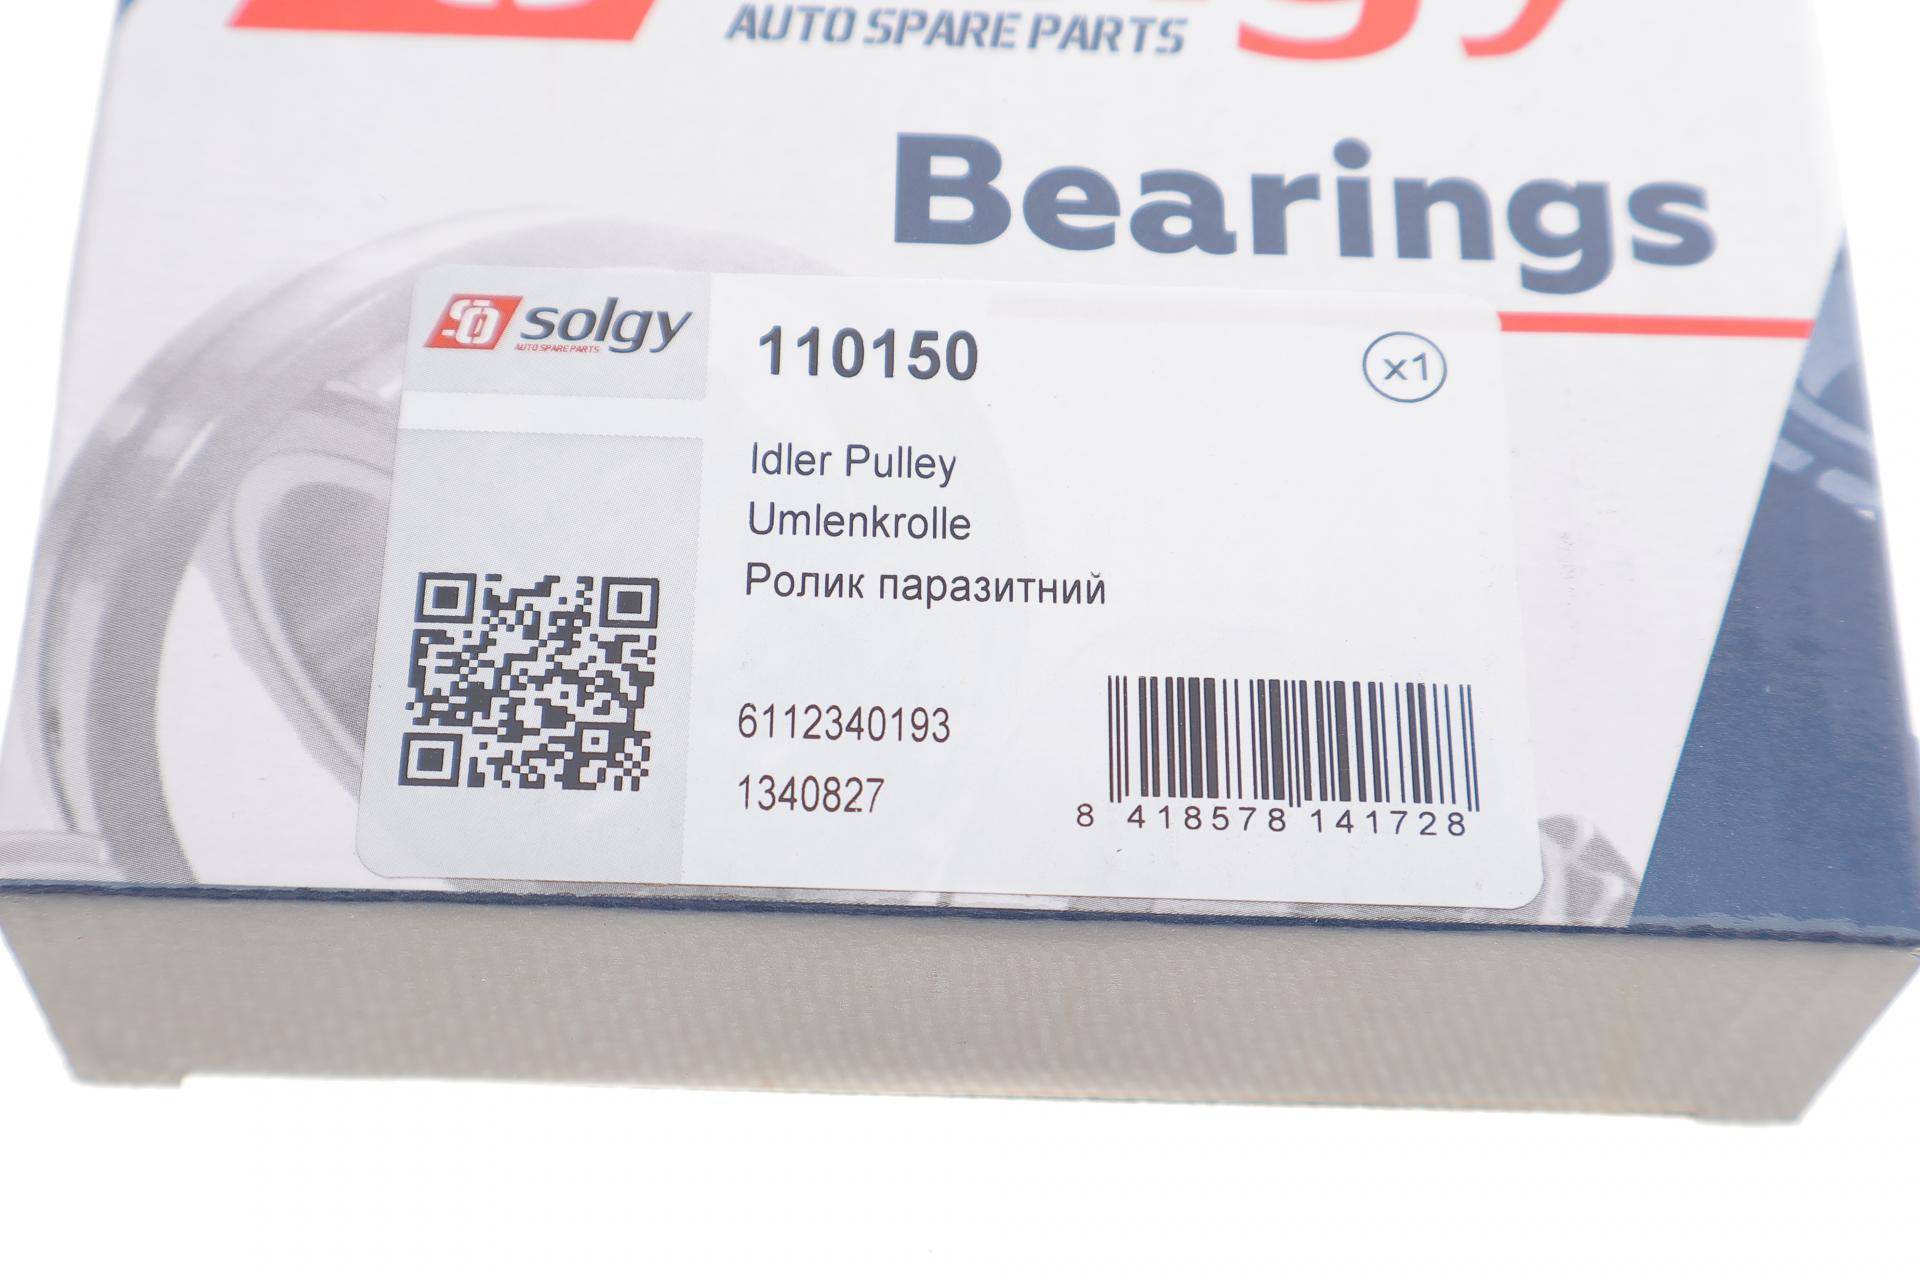 AUTO SPARE PARTS
Bearings
solgy
AUTO SPARE PARTS
110150
x1
Idler Pulley
Umlenkrolle
Ролик паразитний
6112340193
1340827
8 418578 141728